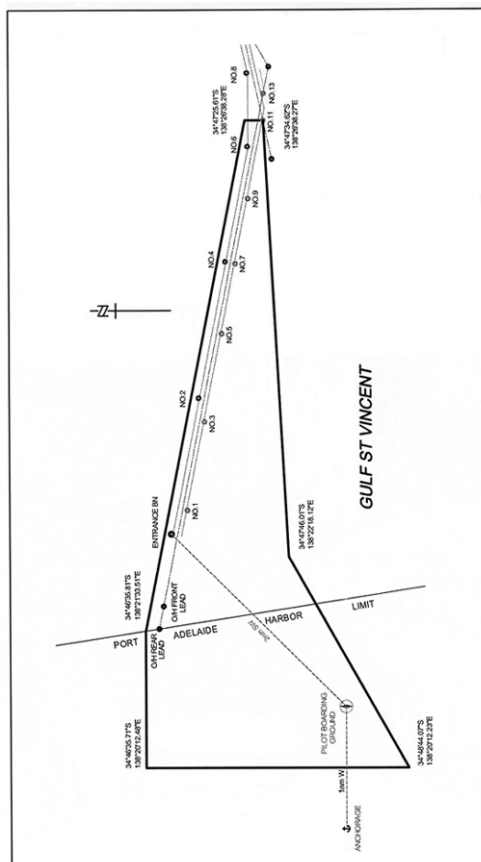 NO.8
34°47'25.61"S
138°26'38.28"E
NO.13
NO.11
34°47'34.62"S
138°26'38.27"E
NO.6
NO.9
NO.4
NO.7
N
NO.5
NO.2
NO.3
GULF ST VINCENT
ENTRANCE BN
NO.1
34°47'46.01"S
138°22'18.12"E
34°46'35.81"S
138°21'33.51"E
O/H FRONT
LEAD
O/H REAR
LEAD
PORT ADELAIDE HARBOR LIMIT
2nm SW
34°46'35.71"S
138°20'12.48"E
PILOT BOARDING
GROUND
1nm W
34°48'44.07"S
138°20'12.23"E
ANCHORAGE